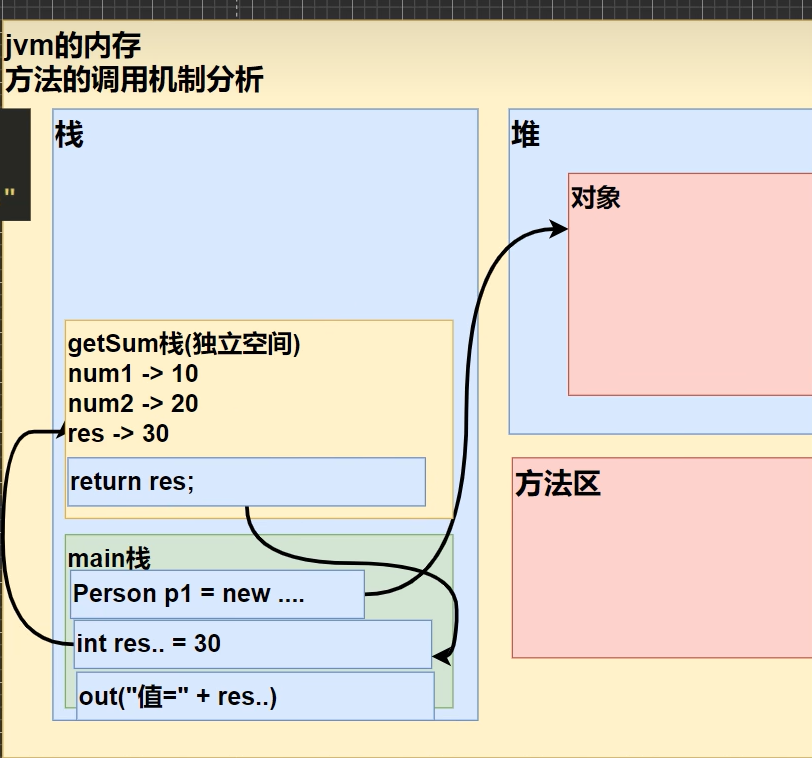 jvm的内存
方法的调用机制分析
"
栈
堆
对象
getSum栈(独立空间)
num1 -> 10
num2 -> 20
res -> 30
return res;
方法区
main栈
Person p1 = new ....
int res.. = 30
out("值=" + res..)